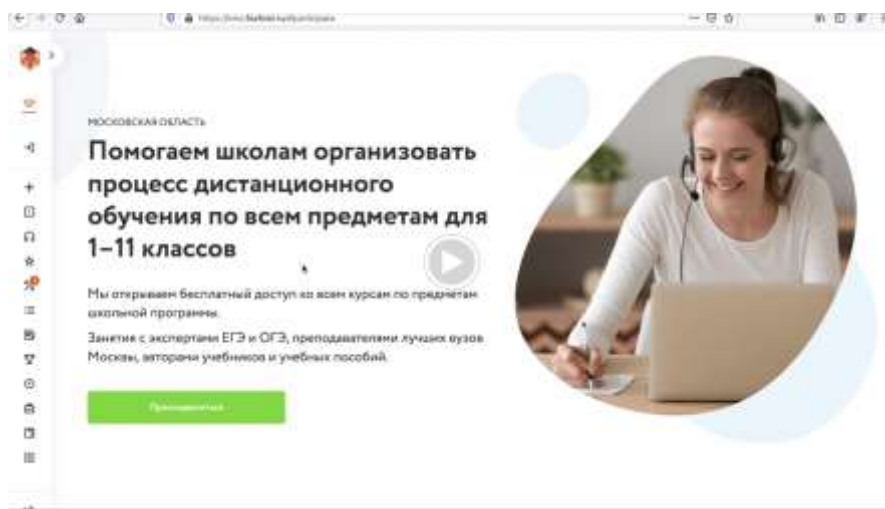 МОСКОВСКАЯ ОБЛАСТЬ
Помогаем школам организовать
процесс дистанционного
обучения по всем предметам для
1–11 классов
Мы открываем бесплатный доступ ко всем курсам по предметам
школьной программы.
Занятия с экспертами ЕГЭ и ОГЭ, преподавателями лучших вузов
Москвы, авторами учебников и учебных пособий.
Присоединиться